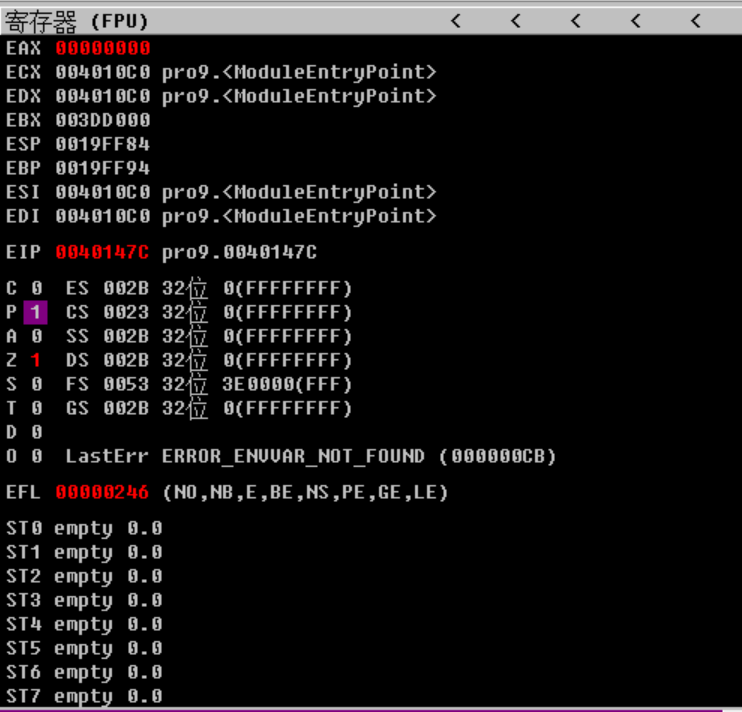 寄存器 (FPU) < < < < <
EAX 00000000
ECX 004010C0 pro9.<ModuleEntryPoint>
EDX 004010C0 pro9.<ModuleEntryPoint>
EBX 003DD000
ESP 0019FF84
EBP 0019FF94
ESI 004010C0 pro9.<ModuleEntryPoint>
EDI 004010C0 pro9.<ModuleEntryPoint>
EIP 0040147C pro9.0040147C
C 0 ES 002B 32位 0(FFFFFFFF)
P 1 CS 0023 32位 0(FFFFFFFF)
A 0 SS 002B 32位 0(FFFFFFFF)
Z 1 DS 002B 32位 0(FFFFFFFF)
S 0 FS 0053 32位 3E0000(FFF)
T 0 GS 002B 32位 0(FFFFFFFF)
D 0
O 0 LastErr ERROR_ENVVAR_NOT_FOUND (000000CB)
EFL 00000246 (NO,NB,E,BE,NS,PE,GE,LE)
ST0 empty 0.0
ST1 empty 0.0
ST2 empty 0.0
ST3 empty 0.0
ST4 empty 0.0
ST5 empty 0.0
ST6 empty 0.0
ST7 empty 0.0